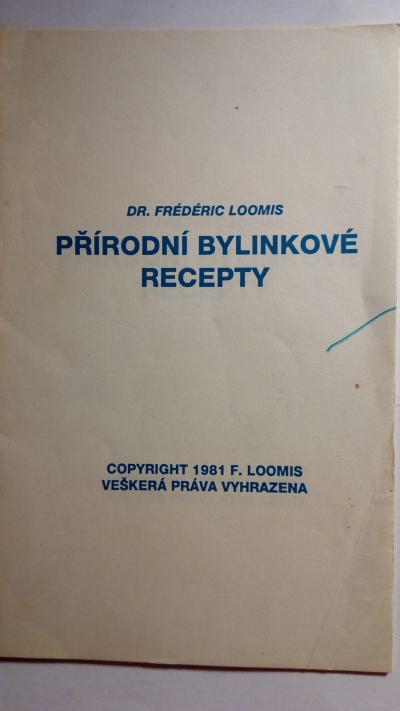 DR. FRÉDÉRIC LOOMIS
PŘÍRODNÍ BYLINKOVÉ
RECEPTY
COPYRIGHT 1981 F. LOOMIS
VEŠKERÁ PRÁVA VYHRAZENA